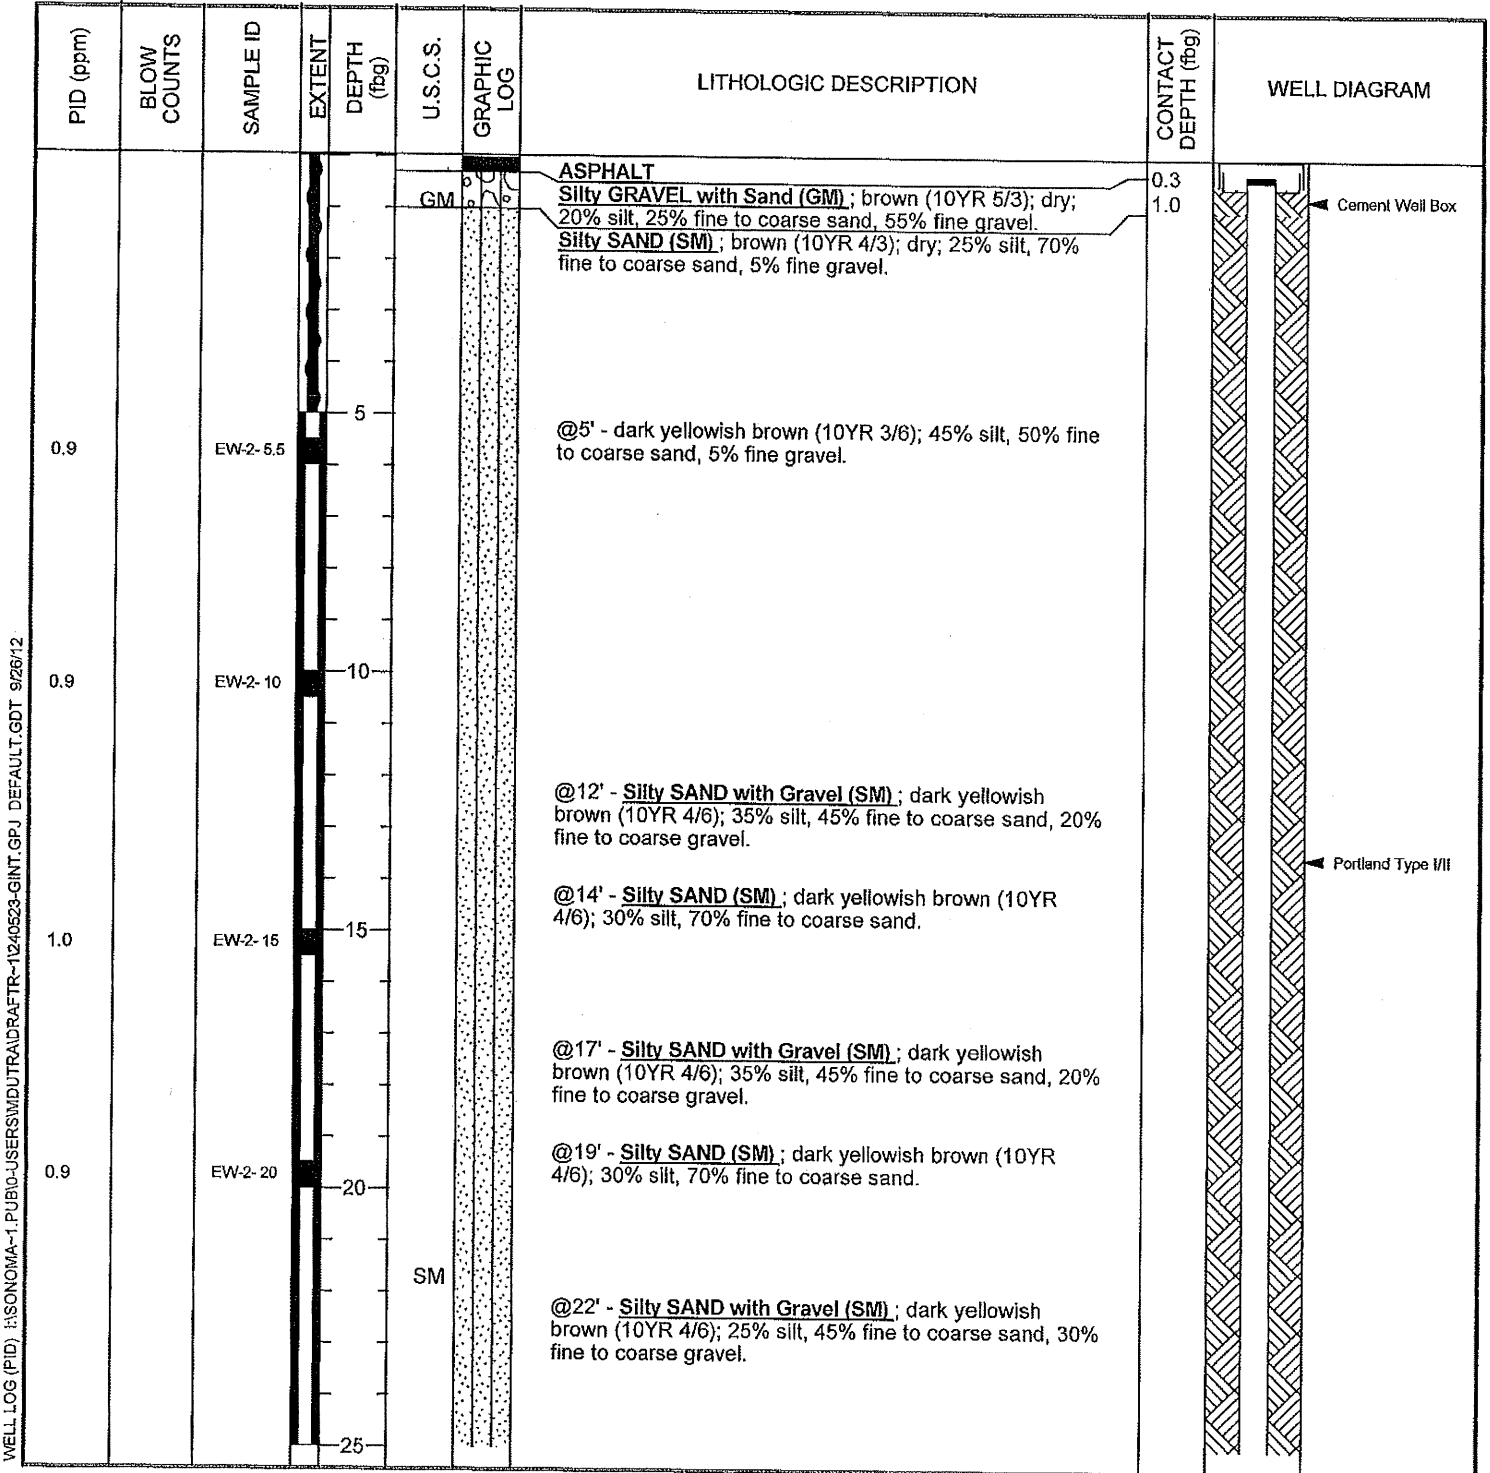 PID (ppm)
BLOW
COUNTS
SAMPLE ID
EXTENT
DEPTH
(fbg)
U.S.C.S.
GRAPHIC
LOG
LITHOLOGIC DESCRIPTION
CONTACT
DEPTH (fbg)
WELL DIAGRAM
ASPHALT
0.3
GM
Silty GRAVEL with Sand (GM) ; brown (10YR 5/3); dry;
20% silt, 25% fine to coarse sand, 55% fine gravel.
1.0
Cement Well Box
Silty SAND (SM) ; brown (10YR 4/3); dry; 25% silt, 70%
fine to coarse sand, 5% fine gravel.
5
0.9
EW-2- 5.5
@5' - dark yellowish brown (10YR 3/6); 45% silt, 50% fine
to coarse sand, 5% fine gravel.
10
0.9
EW-2- 10
@12' - Silty SAND with Gravel (SM) ; dark yellowish
brown (10YR 4/6); 35% silt, 45% fine to coarse sand, 20%
fine to coarse gravel.
Portland Type I/II
@14' - Silty SAND (SM) ; dark yellowish brown (10YR
4/6); 30% silt, 70% fine to coarse sand.
15
1.0
EW-2- 15
@17' - Silty SAND with Gravel (SM) ; dark yellowish
brown (10YR 4/6); 35% silt, 45% fine to coarse sand, 20%
fine to coarse gravel.
@19' - Silty SAND (SM) ; dark yellowish brown (10YR
4/6); 30% silt, 70% fine to coarse sand.
0.9
EW-2- 20
20
SM
@22' - Silty SAND with Gravel (SM) ; dark yellowish
brown (10YR 4/6); 25% silt, 45% fine to coarse sand, 30%
fine to coarse gravel.
25
WELL LOG (PID) I:\SONOMA~1.PUB\0-USERS\MDUTRA\DRAFTR~1\240523-GINT.GPJ DEFAULT.GDT 9/26/12